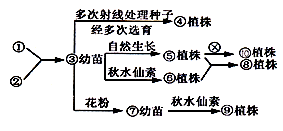 多次射线处理种子
④植株
经多次选育
①
自然生长
⑤植株
⑩植株
③幼苗
⑧植株
②
秋水仙素
⑥植株
花粉
⑦幼苗
秋水仙素
⑨植株